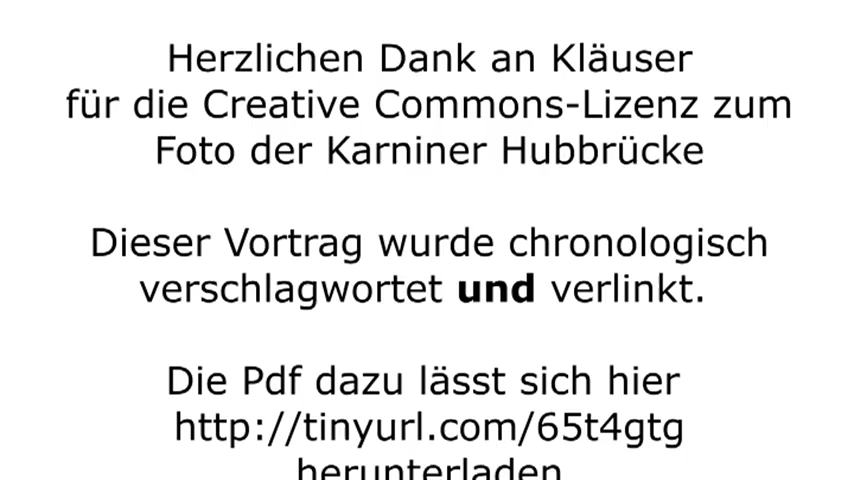 Herzlichen Dank an Kläuser
für die Creative Commons-Lizenz zum
Foto der Karniner Hubbrücke
Dieser Vortrag wurde chronologisch
verschlagwortet und verlinkt.
Die Pdf dazu lässt sich hier
http://tinyurl.com/65t4gtg
herunterladen